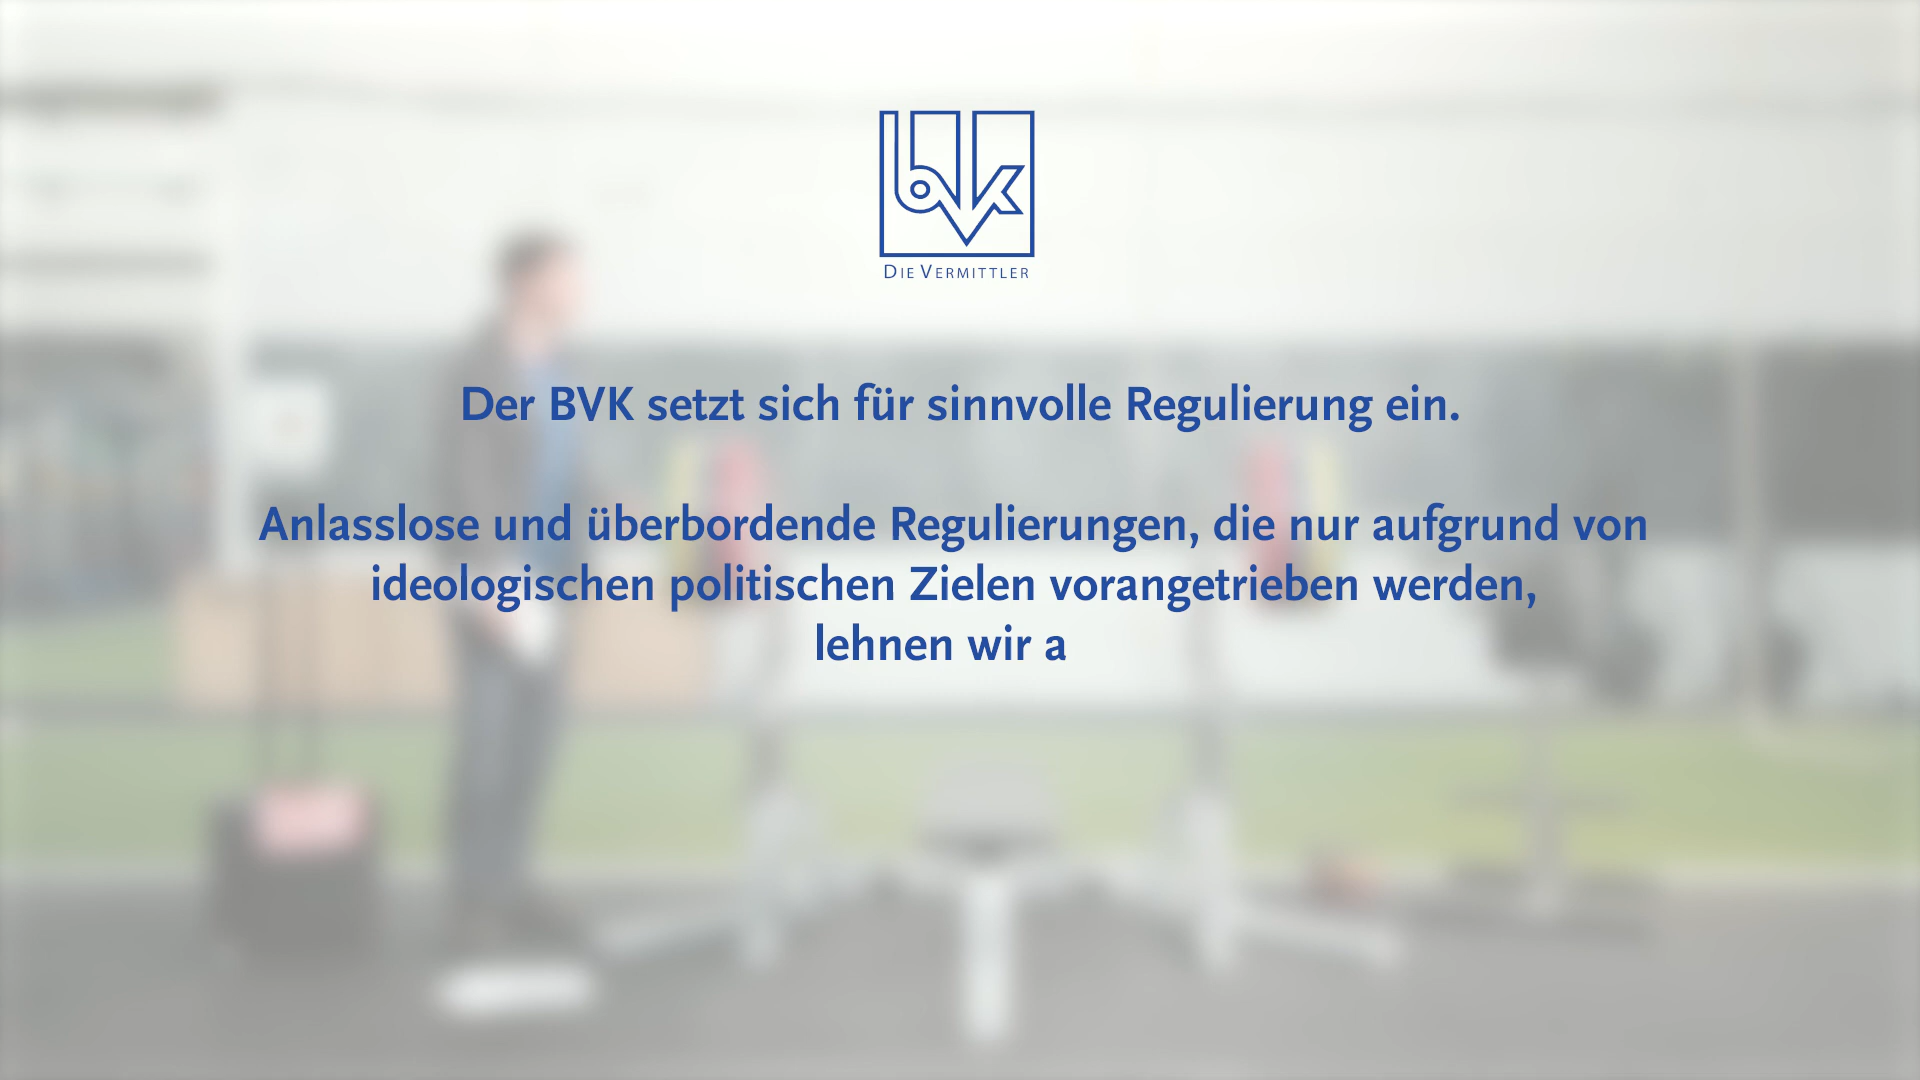 bvk
DIE VERMITTLER
Der BVK setzt sich für sinnvolle Regulierung ein.
Anlasslose und überbordende Regulierungen, die nur aufgrund von
ideologischen politischen Zielen vorangetrieben werden,
lehnen wir a